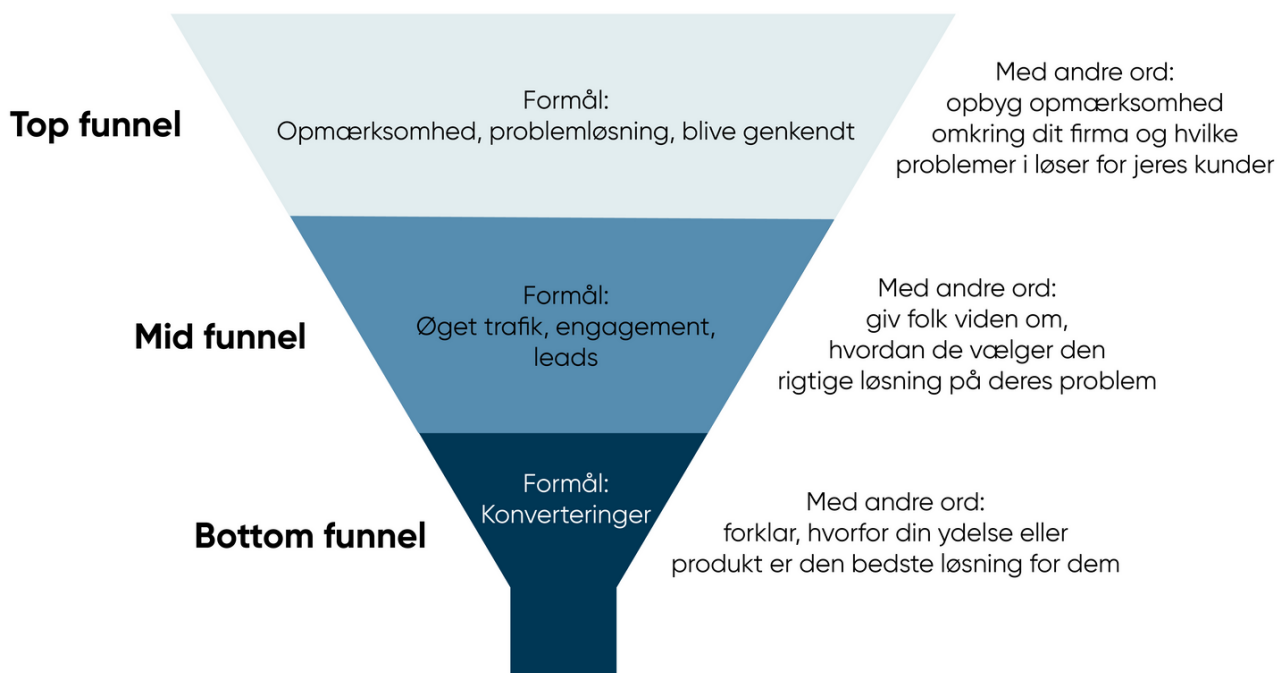 Top funnel
Formål:
Opmærksomhed, problemløsning, blive genkendt
Med andre ord:
opbyg opmærksomhed
omkring dit firma og hvilke
problemer i løser for jeres kunder
Mid funnel
Formål:
Øget trafik, engagement,
leads
Med andre ord:
giv folk viden om,
hvordan de vælger den
rigtige løsning på deres problem
Bottom funnel
Formål:
Konverteringer
Med andre ord:
forklar, hvorfor din ydelse eller
produkt er den bedste løsning for dem